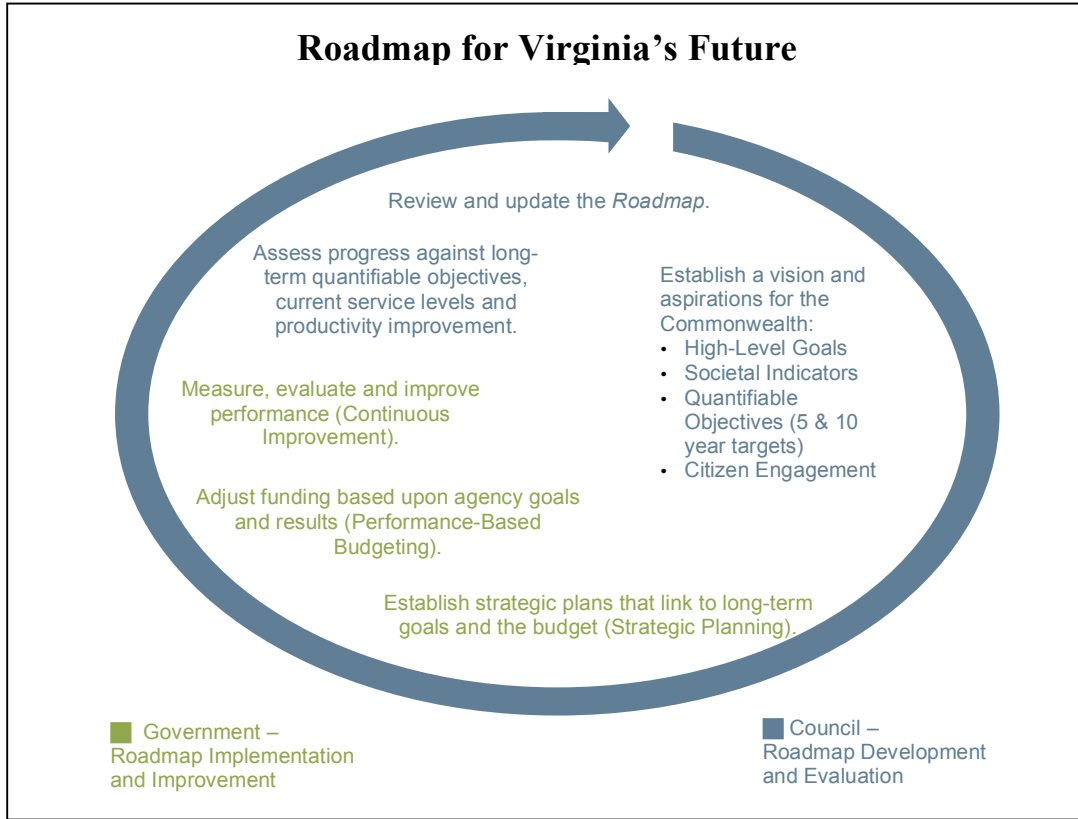 Roadmap for Virginia's Future
Review and update the Roadmap.
Assess progress against long-
term quantifiable objectives,
current service levels and
productivity improvement.
Establish a vision and
aspirations for the
Commonwealth:
• High-Level Goals
• Societal Indicators
• Quantifiable
Objectives (5 & 10
year targets)
• Citizen Engagement
Measure, evaluate and improve
performance (Continuous
Improvement).
Adjust funding based upon agency goals
and results (Performance-Based
Budgeting).
Establish strategic plans that link to long-term
goals and the budget (Strategic Planning).
Government –
Roadmap Implementation
and Improvement
Council –
Roadmap Development
and Evaluation